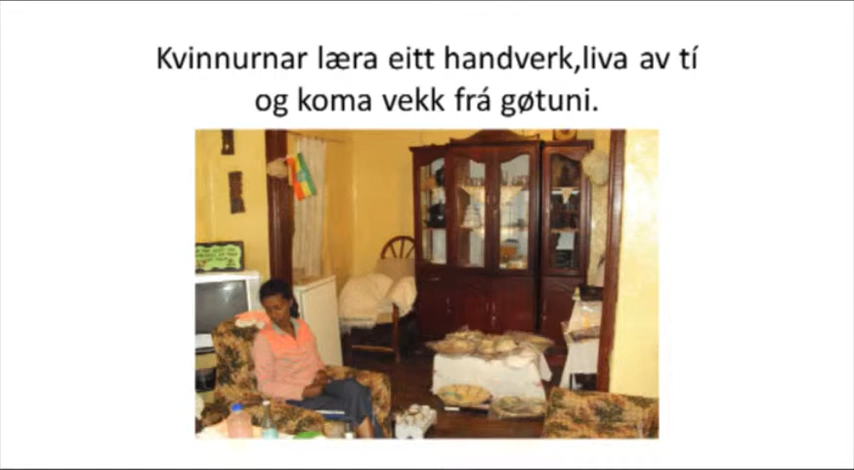 Kvinnurnar læra eitt handverk,liva av tí
og koma vekk frá gøtuni.